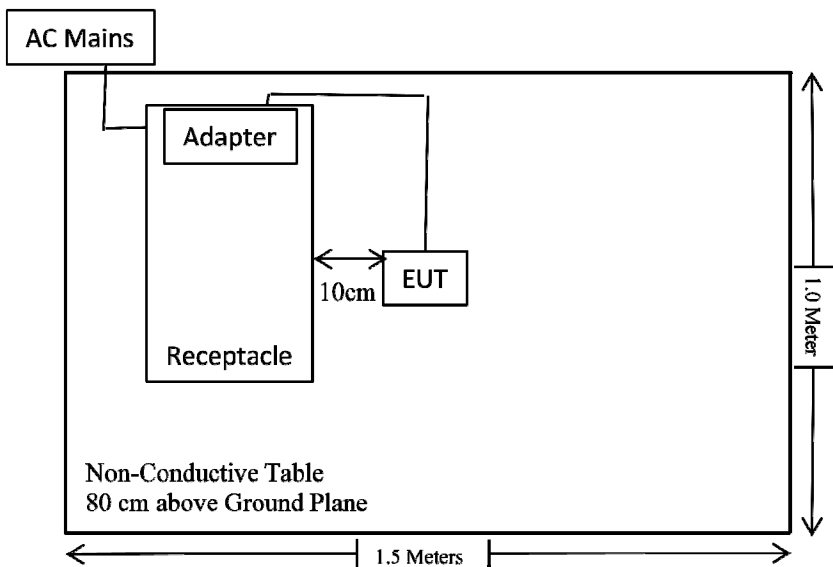 AC Mains
Adapter
10cm
EUT
Receptacle
1.0 Meter
Non-Conductive Table
80 cm above Ground Plane
1.5 Meters